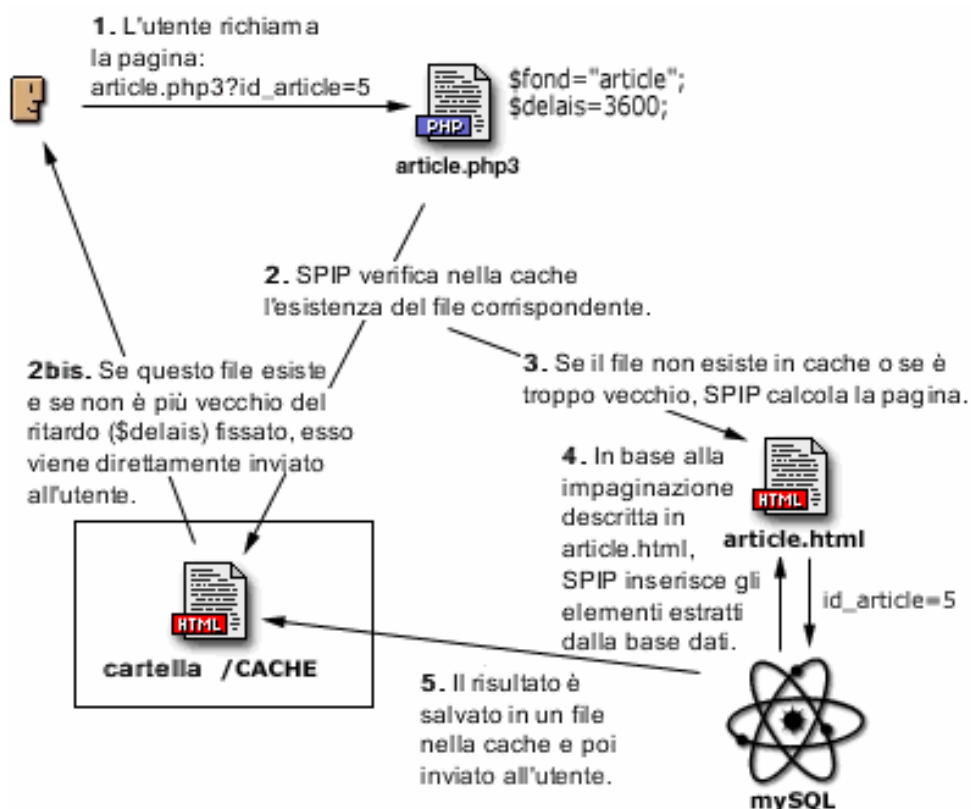 1. L'utente richiama
la pagina:
article.php3?id_article=5
$fond="article";
$delais=3600;
PHP
article.php3
2. SPIP verifica nella cache
l'esistenza del file corrispondente.
2bis. Se questo file esiste
e se non è più vecchio del
ritardo ($delais) fissato, esso
viene direttamente inviato
all'utente.
3. Se il file non esiste in cache o se è
troppo vecchio, SPIP calcola la pagina.
4. In base alla
impaginazione
descritta in
article.html,
SPIP inserisce gli
elementi estratti
dalla base dati.
HTML
article.html
id_article=5
HTML
cartella /CACHE
5. Il risultato è
salvato in un file
nella cache e poi
inviato all'utente.
mySQL